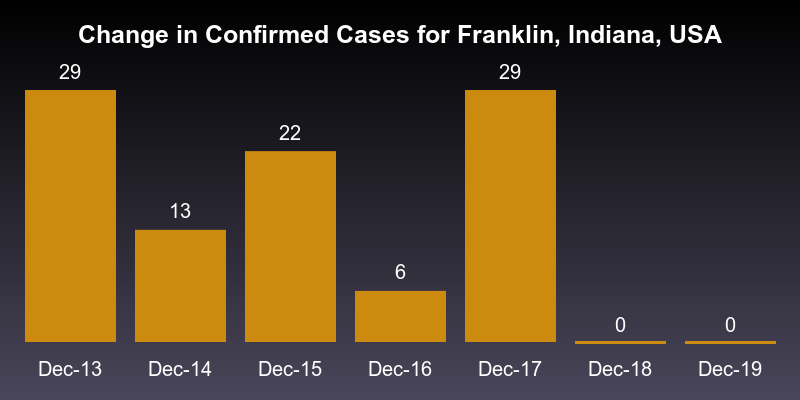 Change in Confirmed Cases for Franklin, Indiana, USA
29
13
22
6
29
0
0
Dec-13
Dec-14
Dec-15
Dec-16
Dec-17
Dec-18
Dec-19